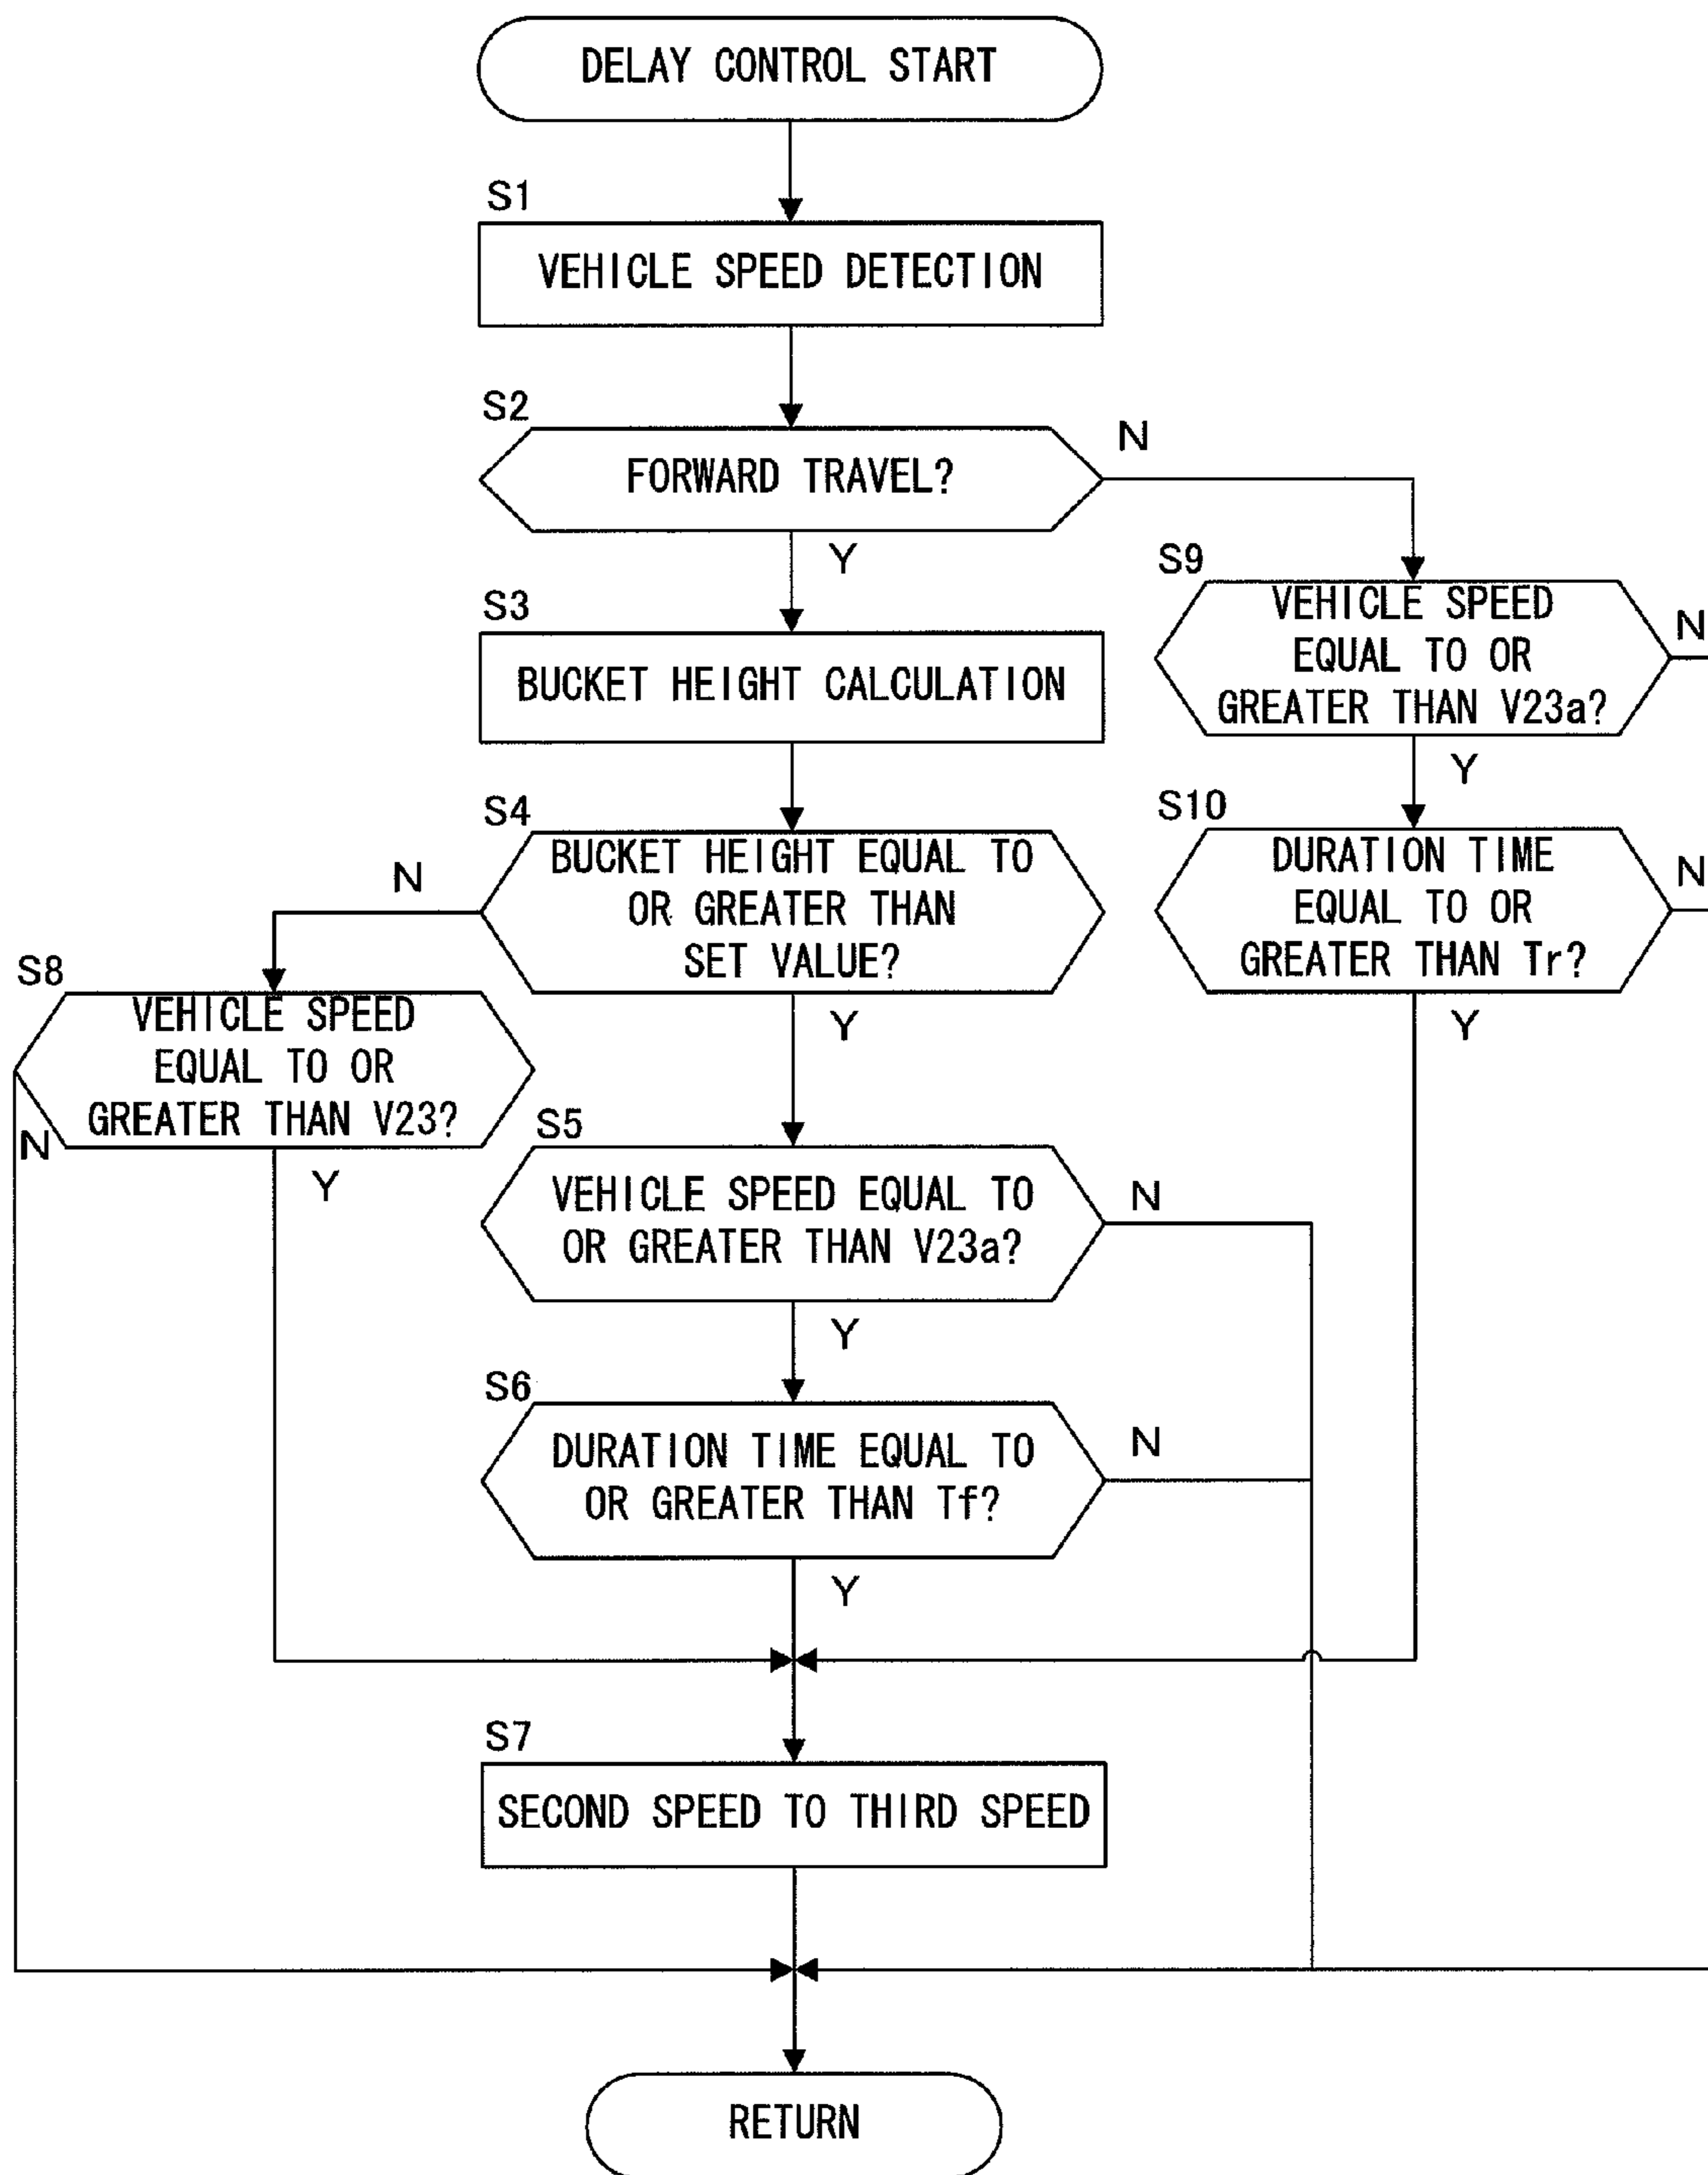 DELAY CONTROL START
S1
VEHICLE SPEED DETECTION
S2
FORWARD TRAVEL?
N
Y
S3
BUCKET HEIGHT CALCULATION
S4
BUCKET HEIGHT EQUAL TO
OR GREATER THAN
SET VALUE?
N
Y
S8
VEHICLE SPEED
EQUAL TO OR
GREATER THAN V23?
N
Y
S5
VEHICLE SPEED EQUAL TO
OR GREATER THAN V23a?
N
Y
S6
DURATION TIME EQUAL TO
OR GREATER THAN Tf?
N
Y
S9
VEHICLE SPEED
EQUAL TO OR
GREATER THAN V23a?
N
Y
S10
DURATION TIME
EQUAL TO OR
GREATER THAN Tr?
N
Y
S7
SECOND SPEED TO THIRD SPEED
RETURN